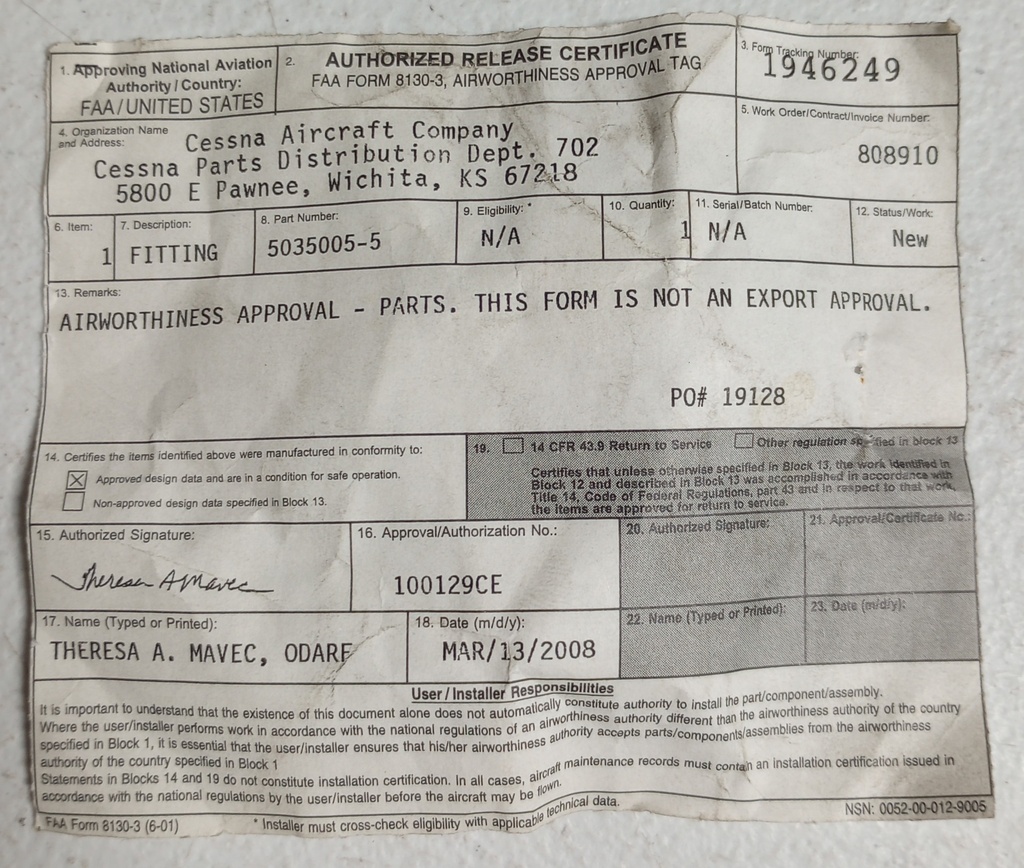 1. Approving National Aviation
Authority / Country:
FAA/UNITED STATES
2.
AUTHORIZED RELEASE CERTIFICATE
FAA FORM 8130-3, AIRWORTHINESS APPROVAL TAG
3. Form Tracking Number:
1946249
4. Organization Name
and Address:
Cessna Aircraft Company
Cessna Parts Distribution Dept. 702
5800 E Pawnee, Wichita, KS 67218
5. Work Order/Contract/Invoice Number:
808910
6. Item:
1
7. Description:
FITTING
8. Part Number:
5035005-5
9. Eligibility: *
N/A
10. Quantity:
1
11. Serial/Batch Number:
N/A
12. Status/Work:
New
13. Remarks:
AIRWORTHINESS APPROVAL - PARTS. THIS FORM IS NOT AN EXPORT APPROVAL.
PO# 19128
14. Certifies the items identified above were manufactured in conformity to:
Approved design data and are in a condition for safe operation.
Non-approved design data specified in Block 13.
19. 14 CFR 43.9 Return to Service Other regulation in block 13
Certifies that unless otherwise specified in Block 13, the work identified in
Block 12 and described in Block 13 was accomplished in accordance with
Title 14, Code of Federal Regulations, part 43 and in respect to that work,
the items are approved for return to service.
15. Authorized Signature:
Theresa A Mavec
16. Approval/Authorization No.:
100129CE
20. Authorized Signature:
21. Approval/Certificate No.:
17. Name (Typed or Printed):
THERESA A. MAVEC, ODARF
18. Date (m/d/y):
MAR/13/2008
22. Name (Typed or Printed):
23. Date (m/d/y):
User / Installer Responsibilities
It is important to understand that the existence of this document alone does not automatically constitute authority to install the part/component/assembly.
Where the user/installer performs work in accordance with the national regulations of an airworthiness authority different than the airworthiness authority of the country
specified in Block 1, it is essential that the user/installer ensures that his/her airworthiness authority accepts parts/components/assemblies from the airworthiness
authority of the country specified in Block 1
Statements in Blocks 14 and 19 do not constitute installation certification. In all cases, aircraft maintenance records must contain an installation certification issued in
accordance with the national regulations by the user/installer before the aircraft may be flown.
FAA Form 8130-3 (6-01)
* Installer must cross-check eligibility with applicable technical data.
NSN: 0052-00-012-9005